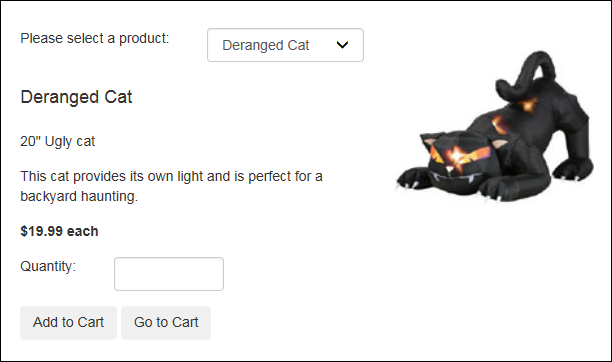 Please select a product: Deranged Cat
Deranged Cat
20" Ugly cat
This cat provides its own light and is perfect for a
backyard haunting.
$19.99 each
Quantity:
Add to Cart Go to Cart